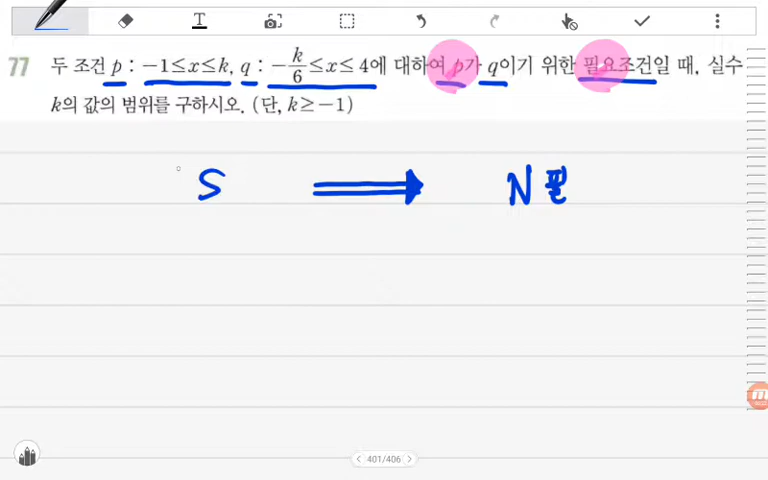 T
77 두 조건 p : -1≤x≤k, q : -k/6≤x≤4에 대하여 p가 q이기 위한 필요조건일 때, 실수
k의 값의 범위를 구하시오. (단, k≥-1)
S ⟹ N 필
401/406